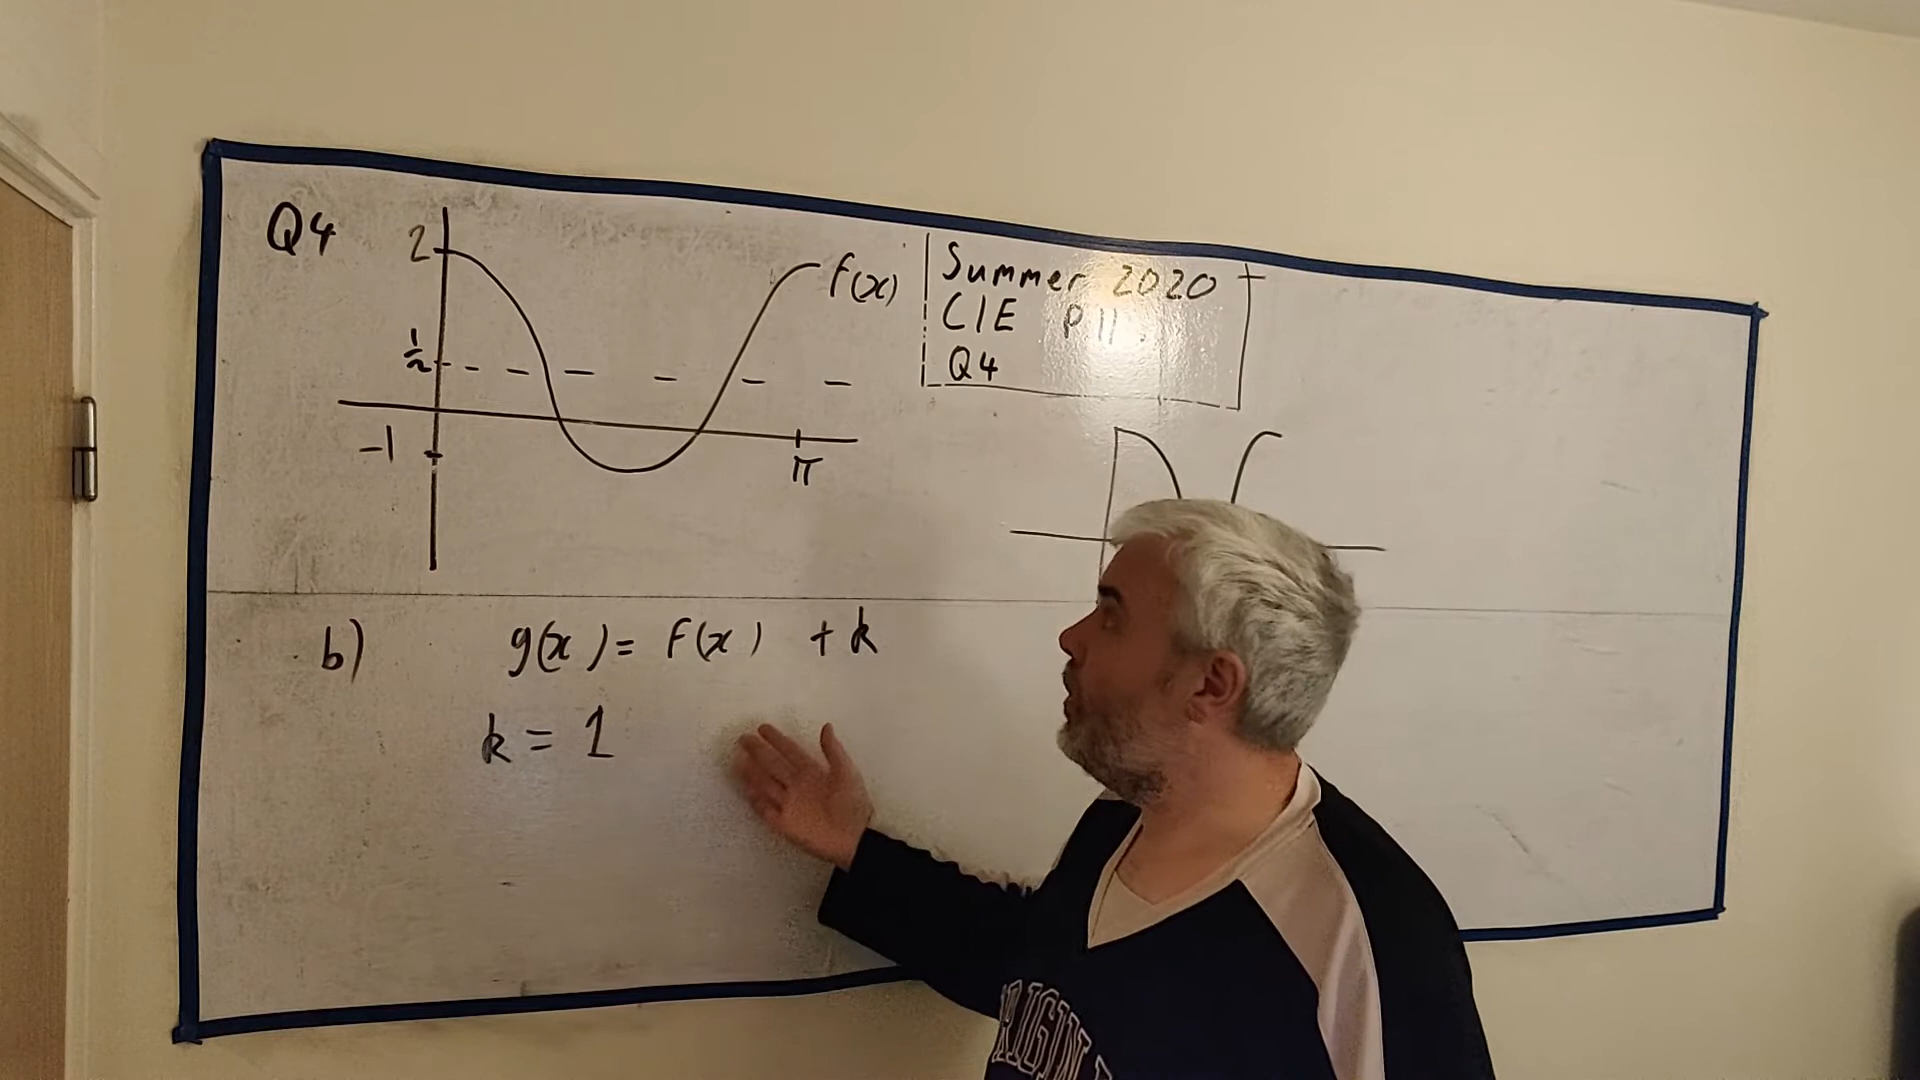 Q4
2
1/2
-1
π
f(x)
Summer 2020
CIE P11.
Q4
b) g(x) = f(x) + k
k = 1